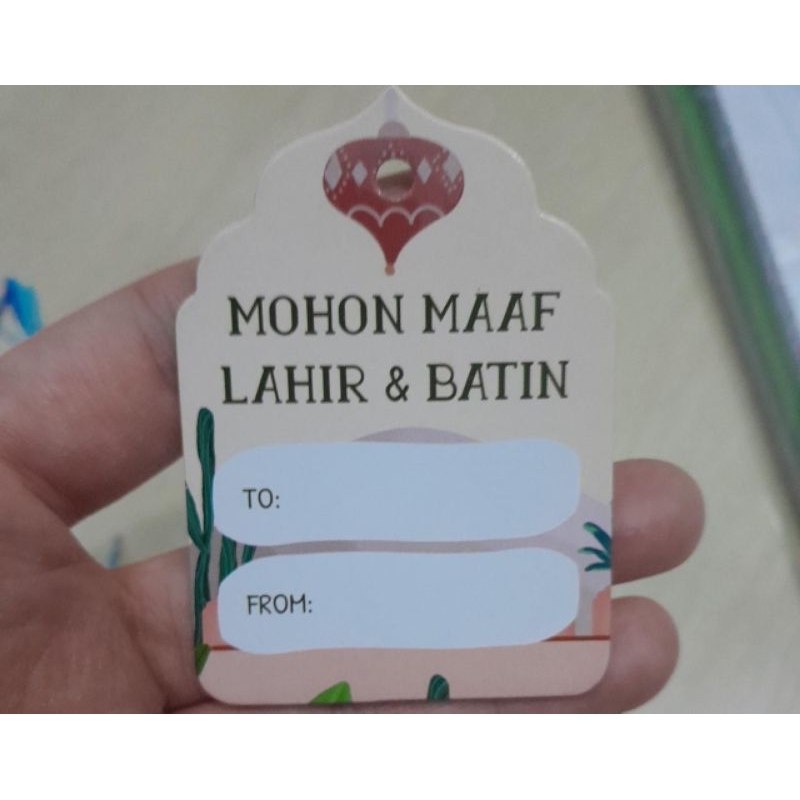 MOHON MAAF
LAHIR & BATIN
TO:
FROM: